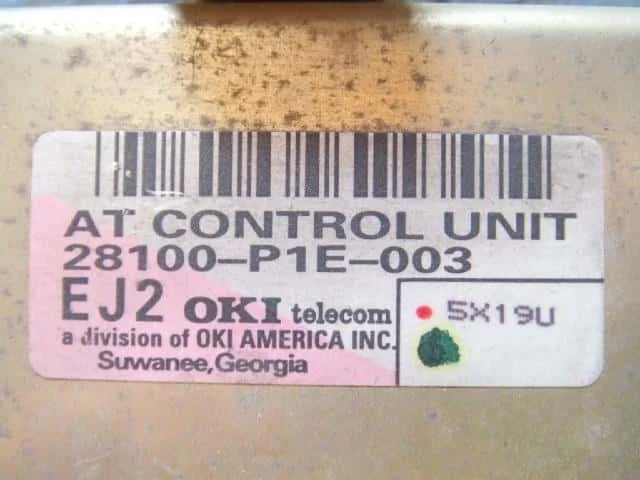 AT CONTROL UNIT
28100-P1E-003
EJ2 OKI telecom
a division of OKI AMERICA INC.
Suwanee, Georgia
5X19U